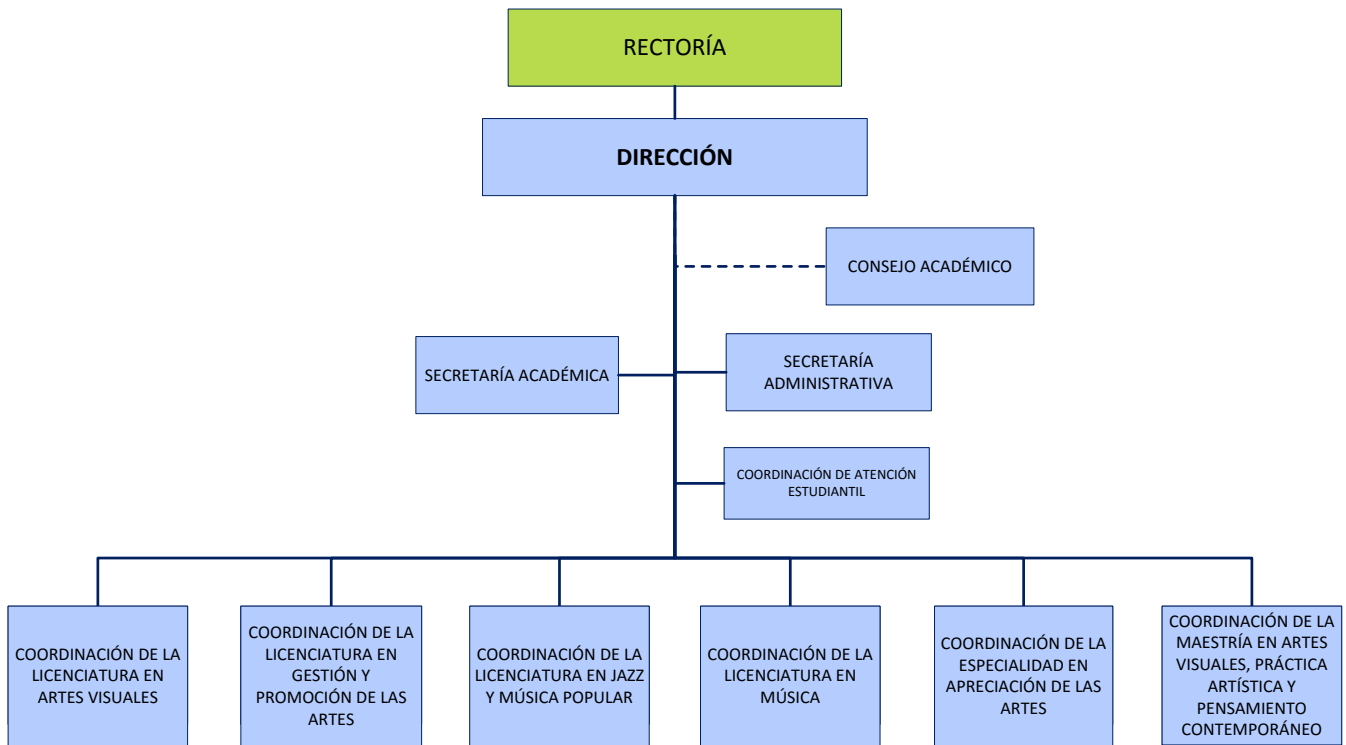 RECTORÍA
DIRECCIÓN
CONSEJO ACADÉMICO
SECRETARÍA ACADÉMICA
SECRETARÍA
ADMINISTRATIVA
COORDINACIÓN DE ATENCIÓN
ESTUDIANTIL
COORDINACIÓN DE LA
LICENCIATURA EN
ARTES VISUALES
COORDINACIÓN DE LA
LICENCIATURA EN
GESTIÓN Y
PROMOCIÓN DE LAS
ARTES
COORDINACIÓN DE LA
LICENCIATURA EN JAZZ
Y MÚSICA POPULAR
COORDINACIÓN DE LA
LICENCIATURA EN
MÚSICA
COORDINACIÓN DE LA
ESPECIALIDAD EN
APRECIACIÓN DE LAS
ARTES
COORDINACIÓN DE LA
MAESTRÍA EN ARTES
VISUALES, PRÁCTICA
ARTÍSTICA Y
PENSAMIENTO
CONTEMPORÁNEO